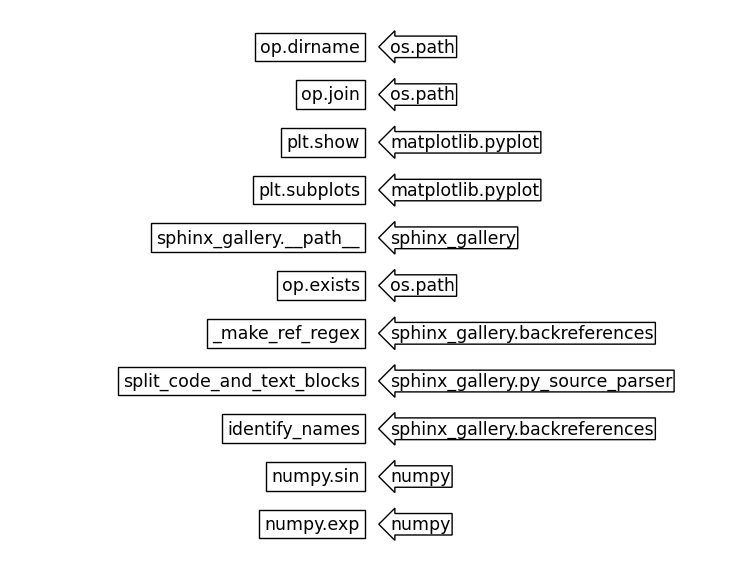 op.dirname os.path
op.join os.path
plt.show matplotlib.pyplot
plt.subplots matplotlib.pyplot
sphinx_gallery.__path__ sphinx_gallery
op.exists os.path
_make_ref_regex sphinx_gallery.backreferences
split_code_and_text_blocks sphinx_gallery.py_source_parser
identify_names sphinx_gallery.backreferences
numpy.sin numpy
numpy.exp numpy